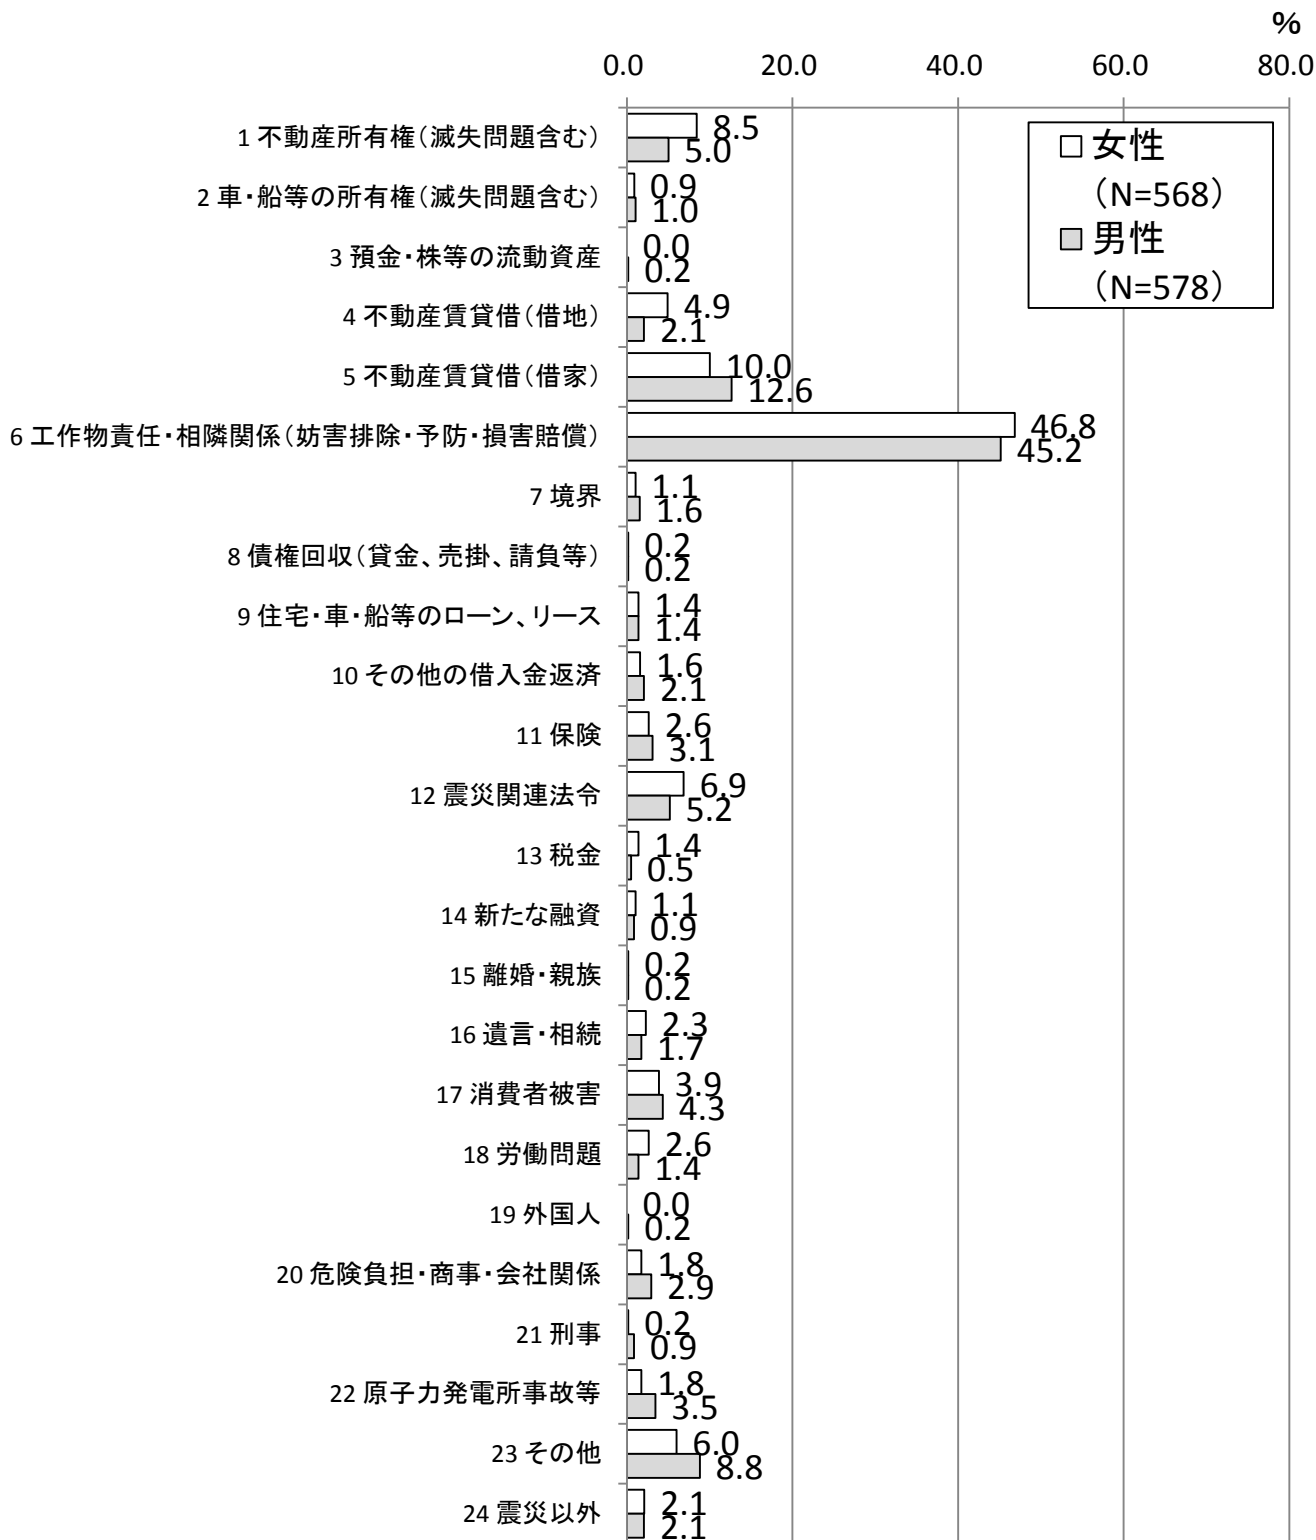 %
0.0 20.0 40.0 60.0 80.0
女性
（N=568）
男性
（N=578）
1 不動産所有権（滅失問題含む） 8.5
5.0
2 車・船等の所有権（滅失問題含む） 0.9
1.0
3 預金・株等の流動資産 0.0
0.2
4 不動産賃貸借（借地） 4.9
2.1
5 不動産賃貸借（借家） 10.0
12.6
6 工作物責任・相隣関係（妨害排除・予防・損害賠償） 46.8
45.2
7 境界 1.1
1.6
8 債権回収（貸金、売掛、請負等） 0.2
0.2
9 住宅・車・船等のローン、リース 1.4
1.4
10 その他の借入金返済 1.6
2.1
11 保険 2.6
3.1
12 震災関連法令 6.9
5.2
13 税金 1.4
0.5
14 新たな融資 1.1
0.9
15 離婚・親族 0.2
0.2
16 遺言・相続 2.3
1.7
17 消費者被害 3.9
4.3
18 労働問題 2.6
1.4
19 外国人 0.0
0.2
20 危険負担・商事・会社関係 1.8
2.9
21 刑事 0.2
0.9
22 原子力発電所事故等 1.8
3.5
23 その他 6.0
8.8
24 震災以外 2.1
2.1